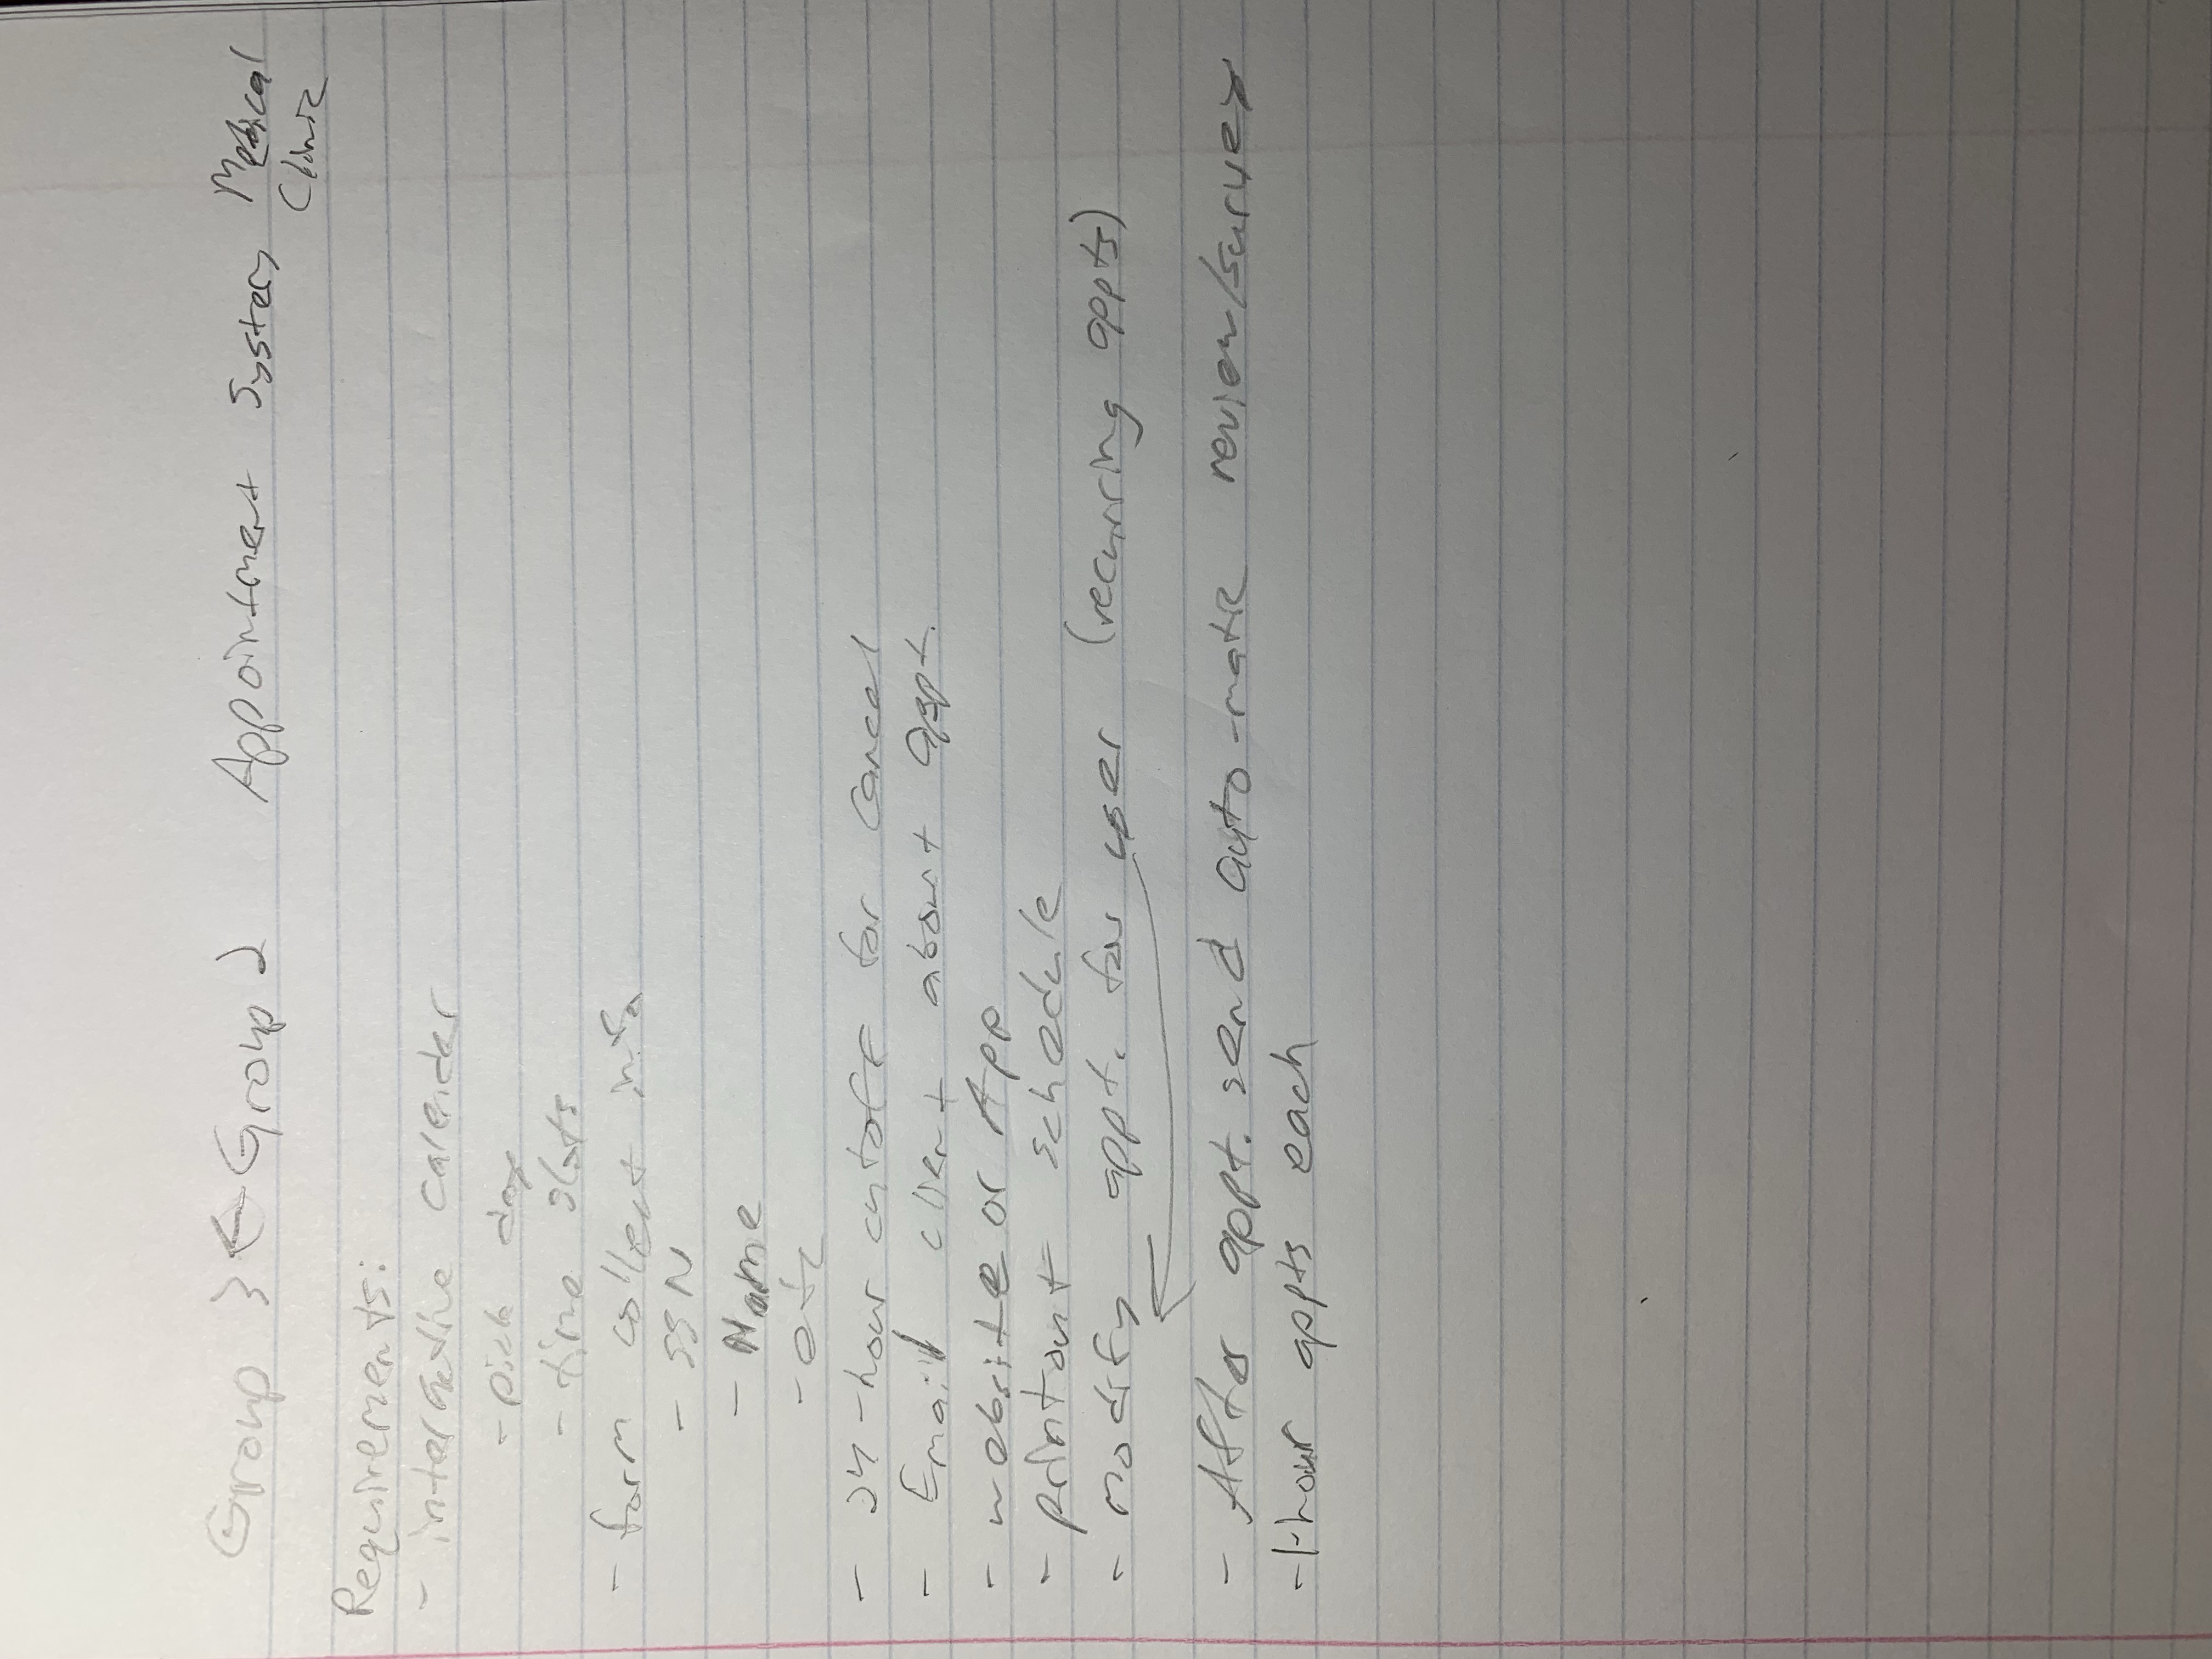 Group 3 ← Group 2 Appointment System Medical
Clinic
Requirements:
- interactive calender
- pick day
- time slots
- form collect info
- SSN
- Name
- etc
- 24-hour cutoff for cancel
- Email client about appt.
- website or App
- printout schedule
- modify appt. for user (recurring appts)
- After appt. send auto-matic review/survey
- 1-hour appts each